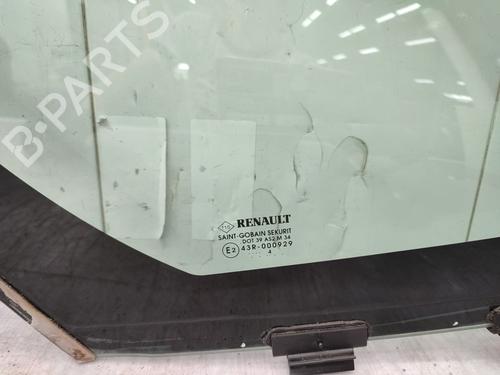 B-PARTS
RENAULT
SAINT-GOBAIN SEKURIT
DOT 39 AS2 M 34
E2 43R-000929
4